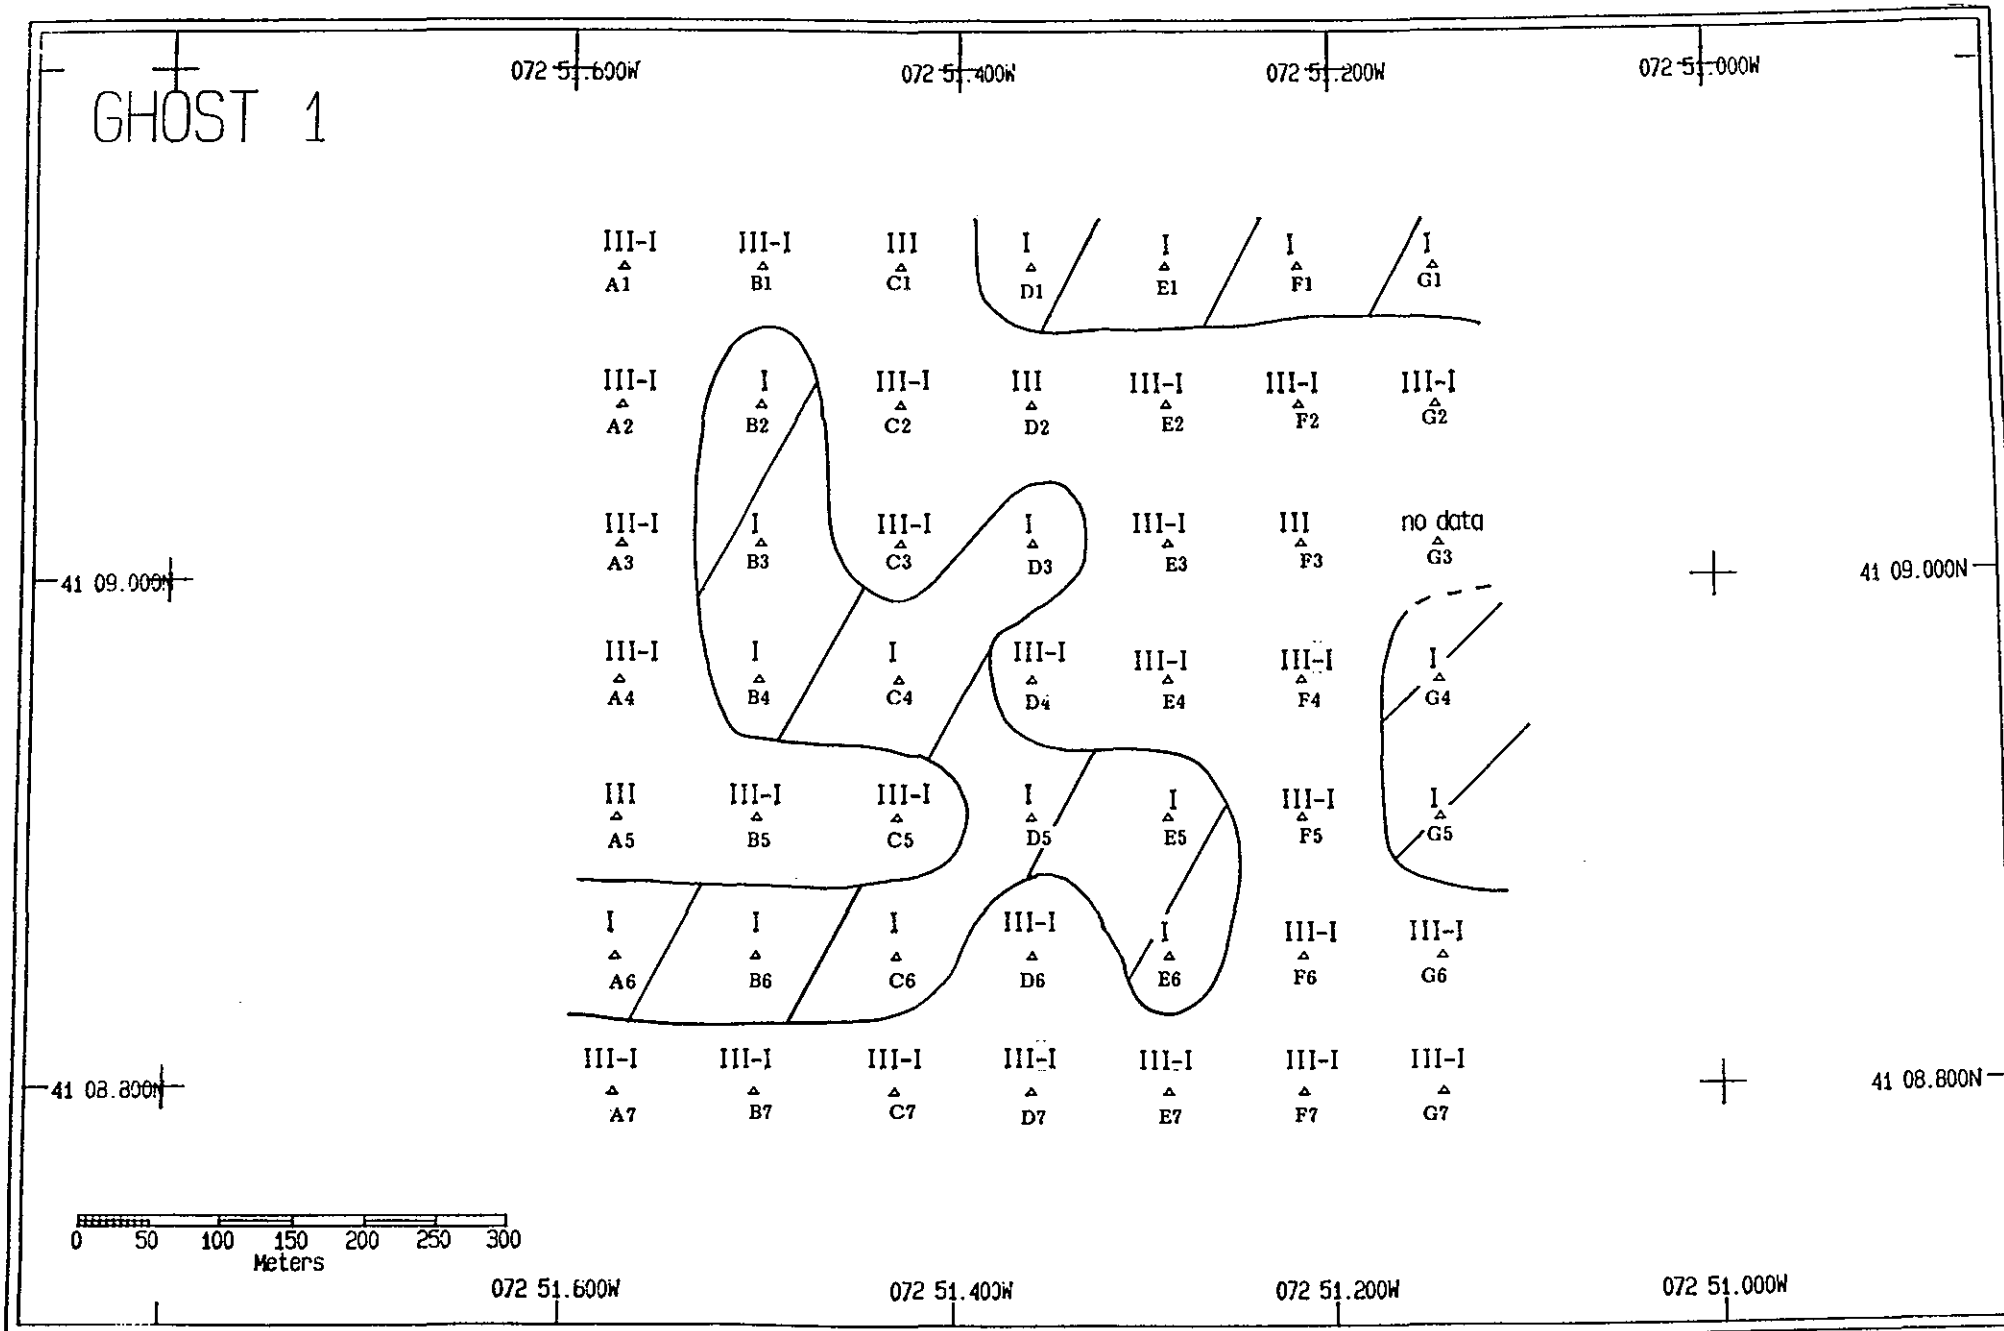 072 51.600W 072 51.400W 072 51.200W 072 51.000W
GHOST 1
III-I III-I III I I I I
A1 B1 C1 D1 E1 F1 G1
III-I I III-I III III-I III-I III-I
A2 B2 C2 D2 E2 F2 G2
III-I I III-I I III-I III no data
A3 B3 C3 D3 E3 F3 G3
41 09.000N 41 09.000N
III-I I I III-I III-I III-I I
A4 B4 C4 D4 E4 F4 G4
III III-I III-I I I III-I I
A5 B5 C5 D5 E5 F5 G5
I I I III-I I III-I III-I
A6 B6 C6 D6 E6 F6 G6
III-I III-I III-I III-I III-I III-I III-I
41 08.800N 41 08.800N
A7 B7 C7 D7 E7 F7 G7
0 50 100 150 200 250 300
Meters
072 51.600W 072 51.400W 072 51.200W 072 51.000W